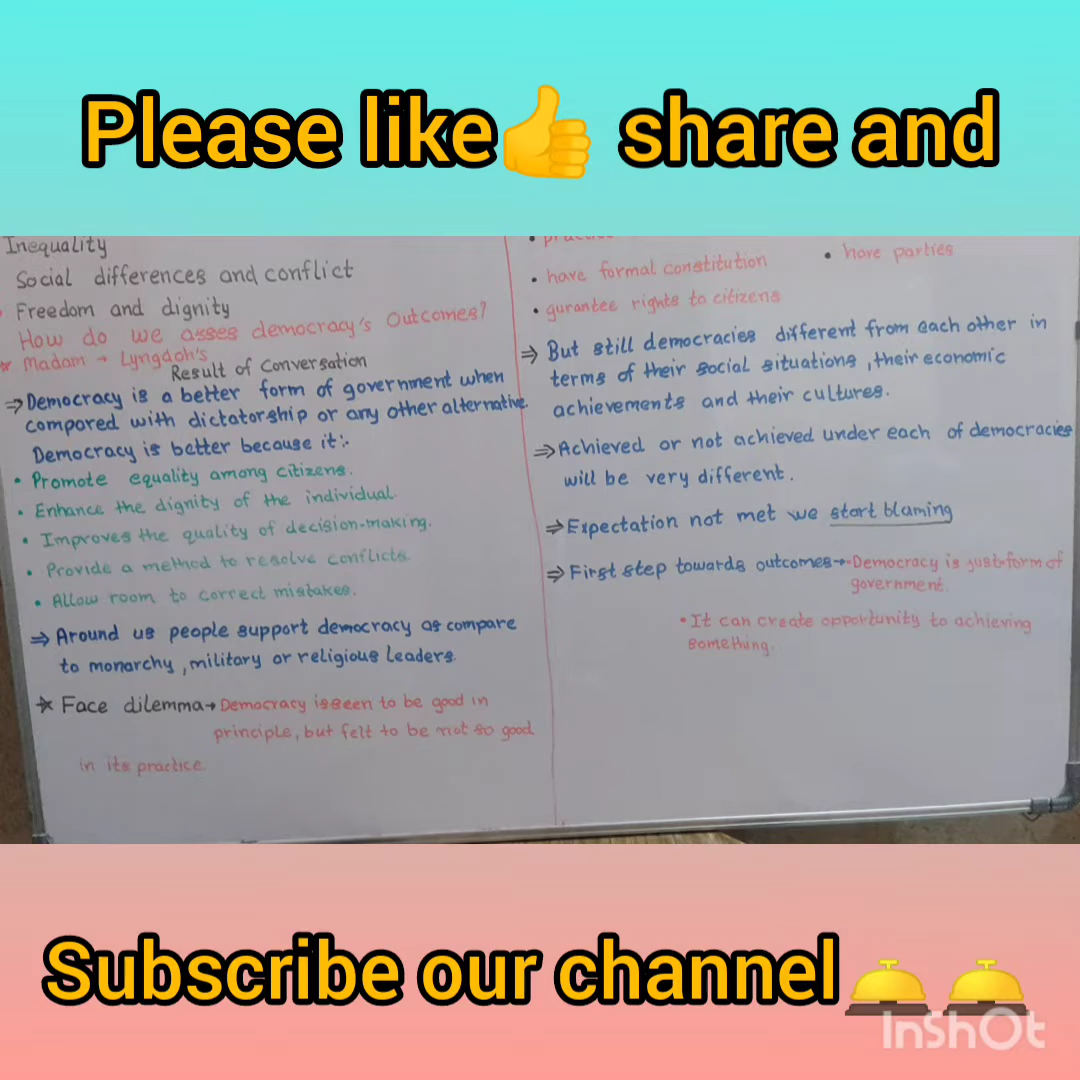 Please like👍 share and
Inequality
Social differences and conflict
• Freedom and dignity
How do we asses democracy's Outcomes?
* Madam → Lyngdoh's
Result of Conversation
⇒ Democracy is a better form of government when
compored with dictatorship or any other alternative.
Democracy is better because it:-
• Promote equality among citizens.
• Enhance the dignity of the individual.
• Improves the quality of decision-making.
• Provide a method to resolve conflicts.
• Allow room to correct mistakes.
⇒ Around us people support democracy as compare
to monarchy, military or religious leaders.
* Face dilemma → Democracy is seen to be good in
principle, but felt to be not so good
in its practice.
• have formal constitution
• have parties
• gurantee rights to citizens
⇒ But still democracies different from each other in
terms of their social situations, their economic
achievements and their cultures.
⇒ Achieved or not achieved under each of democracies
will be very different.
⇒ Expectation not met we start blaming
⇒ First step towards outcomes → • Democracy is just form of
government.
• It can create opportunity to achieving
something.
Subscribe our channel🛎️🛎️
InShOt